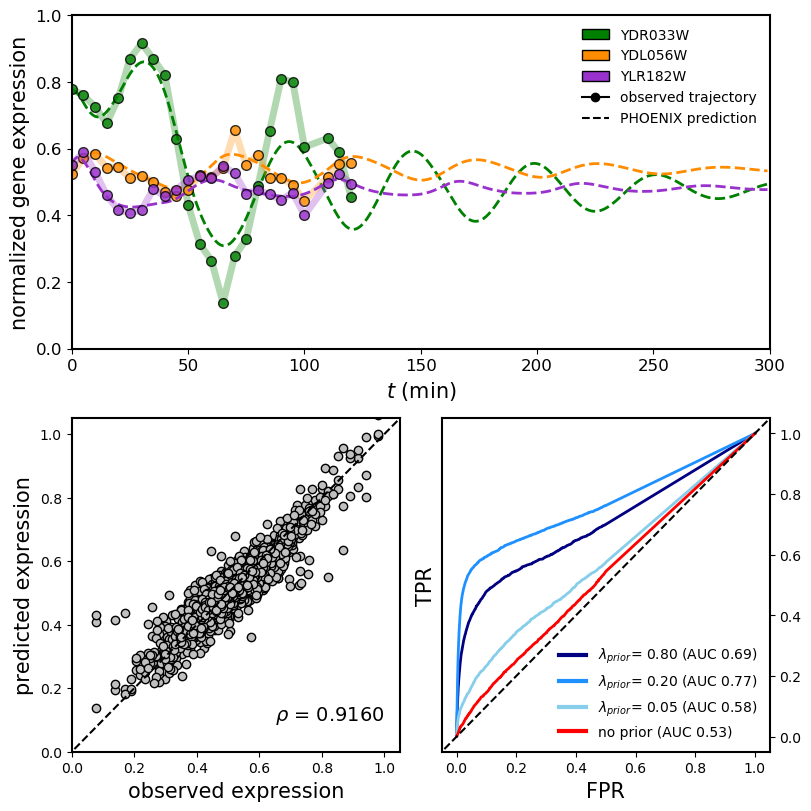 1.0
0.8
0.6
0.4
0.2
0.0
normalized gene expression
YDR033W
YDL056W
YLR182W
observed trajectory
PHOENIX prediction
0 50 100 150 200 250 300
t (min)
1.0
0.8
0.6
0.4
0.2
0.0
predicted expression
ρ = 0.9160
0.0 0.2 0.4 0.6 0.8 1.0
observed expression
TPR
λprior= 0.80 (AUC 0.69)
λprior= 0.20 (AUC 0.77)
λprior= 0.05 (AUC 0.58)
no prior (AUC 0.53)
1.0
0.8
0.6
0.4
0.2
0.0
0.0 0.2 0.4 0.6 0.8 1.0
FPR